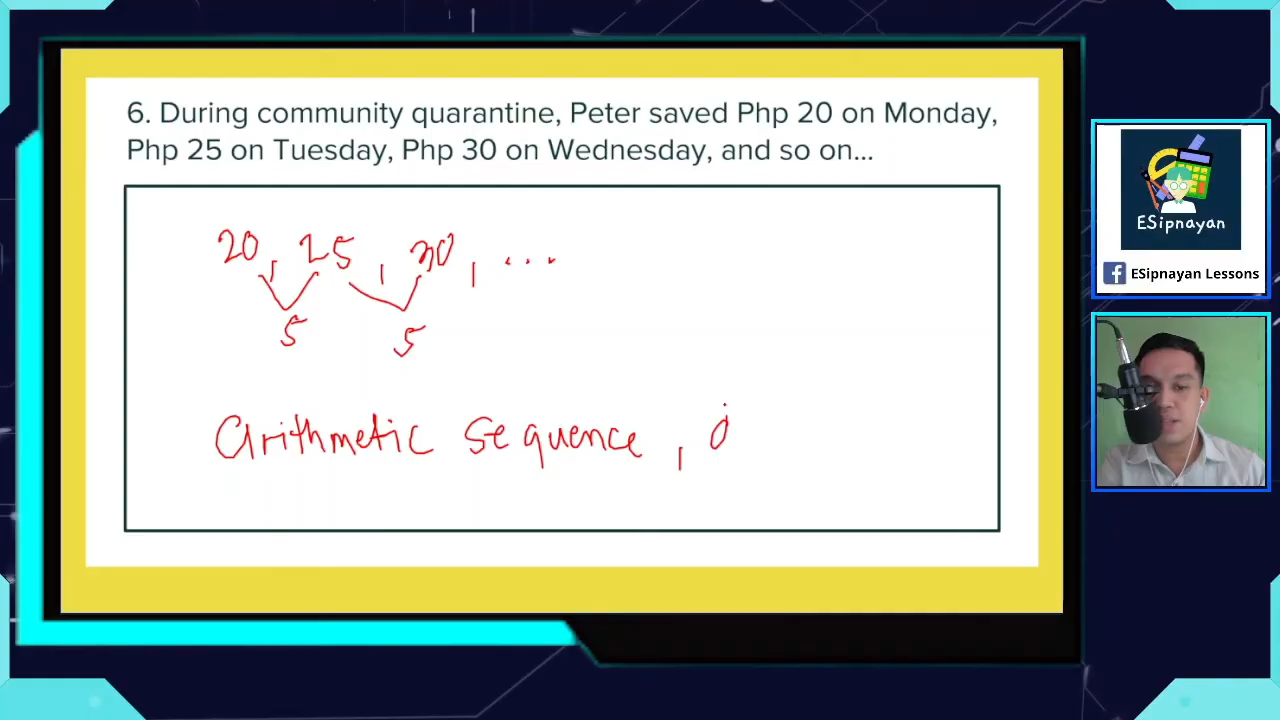 6. During community quarantine, Peter saved Php 20 on Monday,
Php 25 on Tuesday, Php 30 on Wednesday, and so on...
20, 25, 30, ...
5 5
arithmetic sequence,
ESipnayan
ESipnayan Lessons